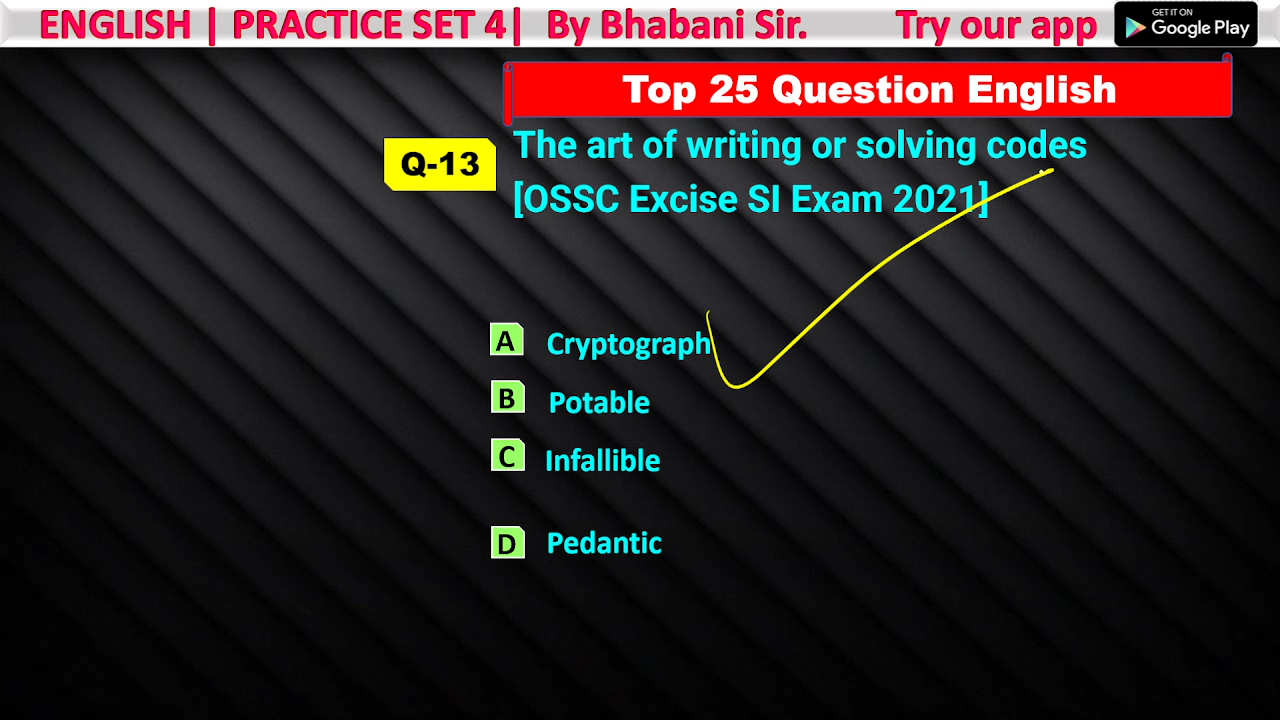 ENGLISH | PRACTICE SET 4| By Bhabani Sir. Try our app
GET IT ON
Google Play
Top 25 Question English
Q-13
The art of writing or solving codes
[OSSC Excise SI Exam 2021]
A Cryptograph
B Potable
C Infallible
D Pedantic